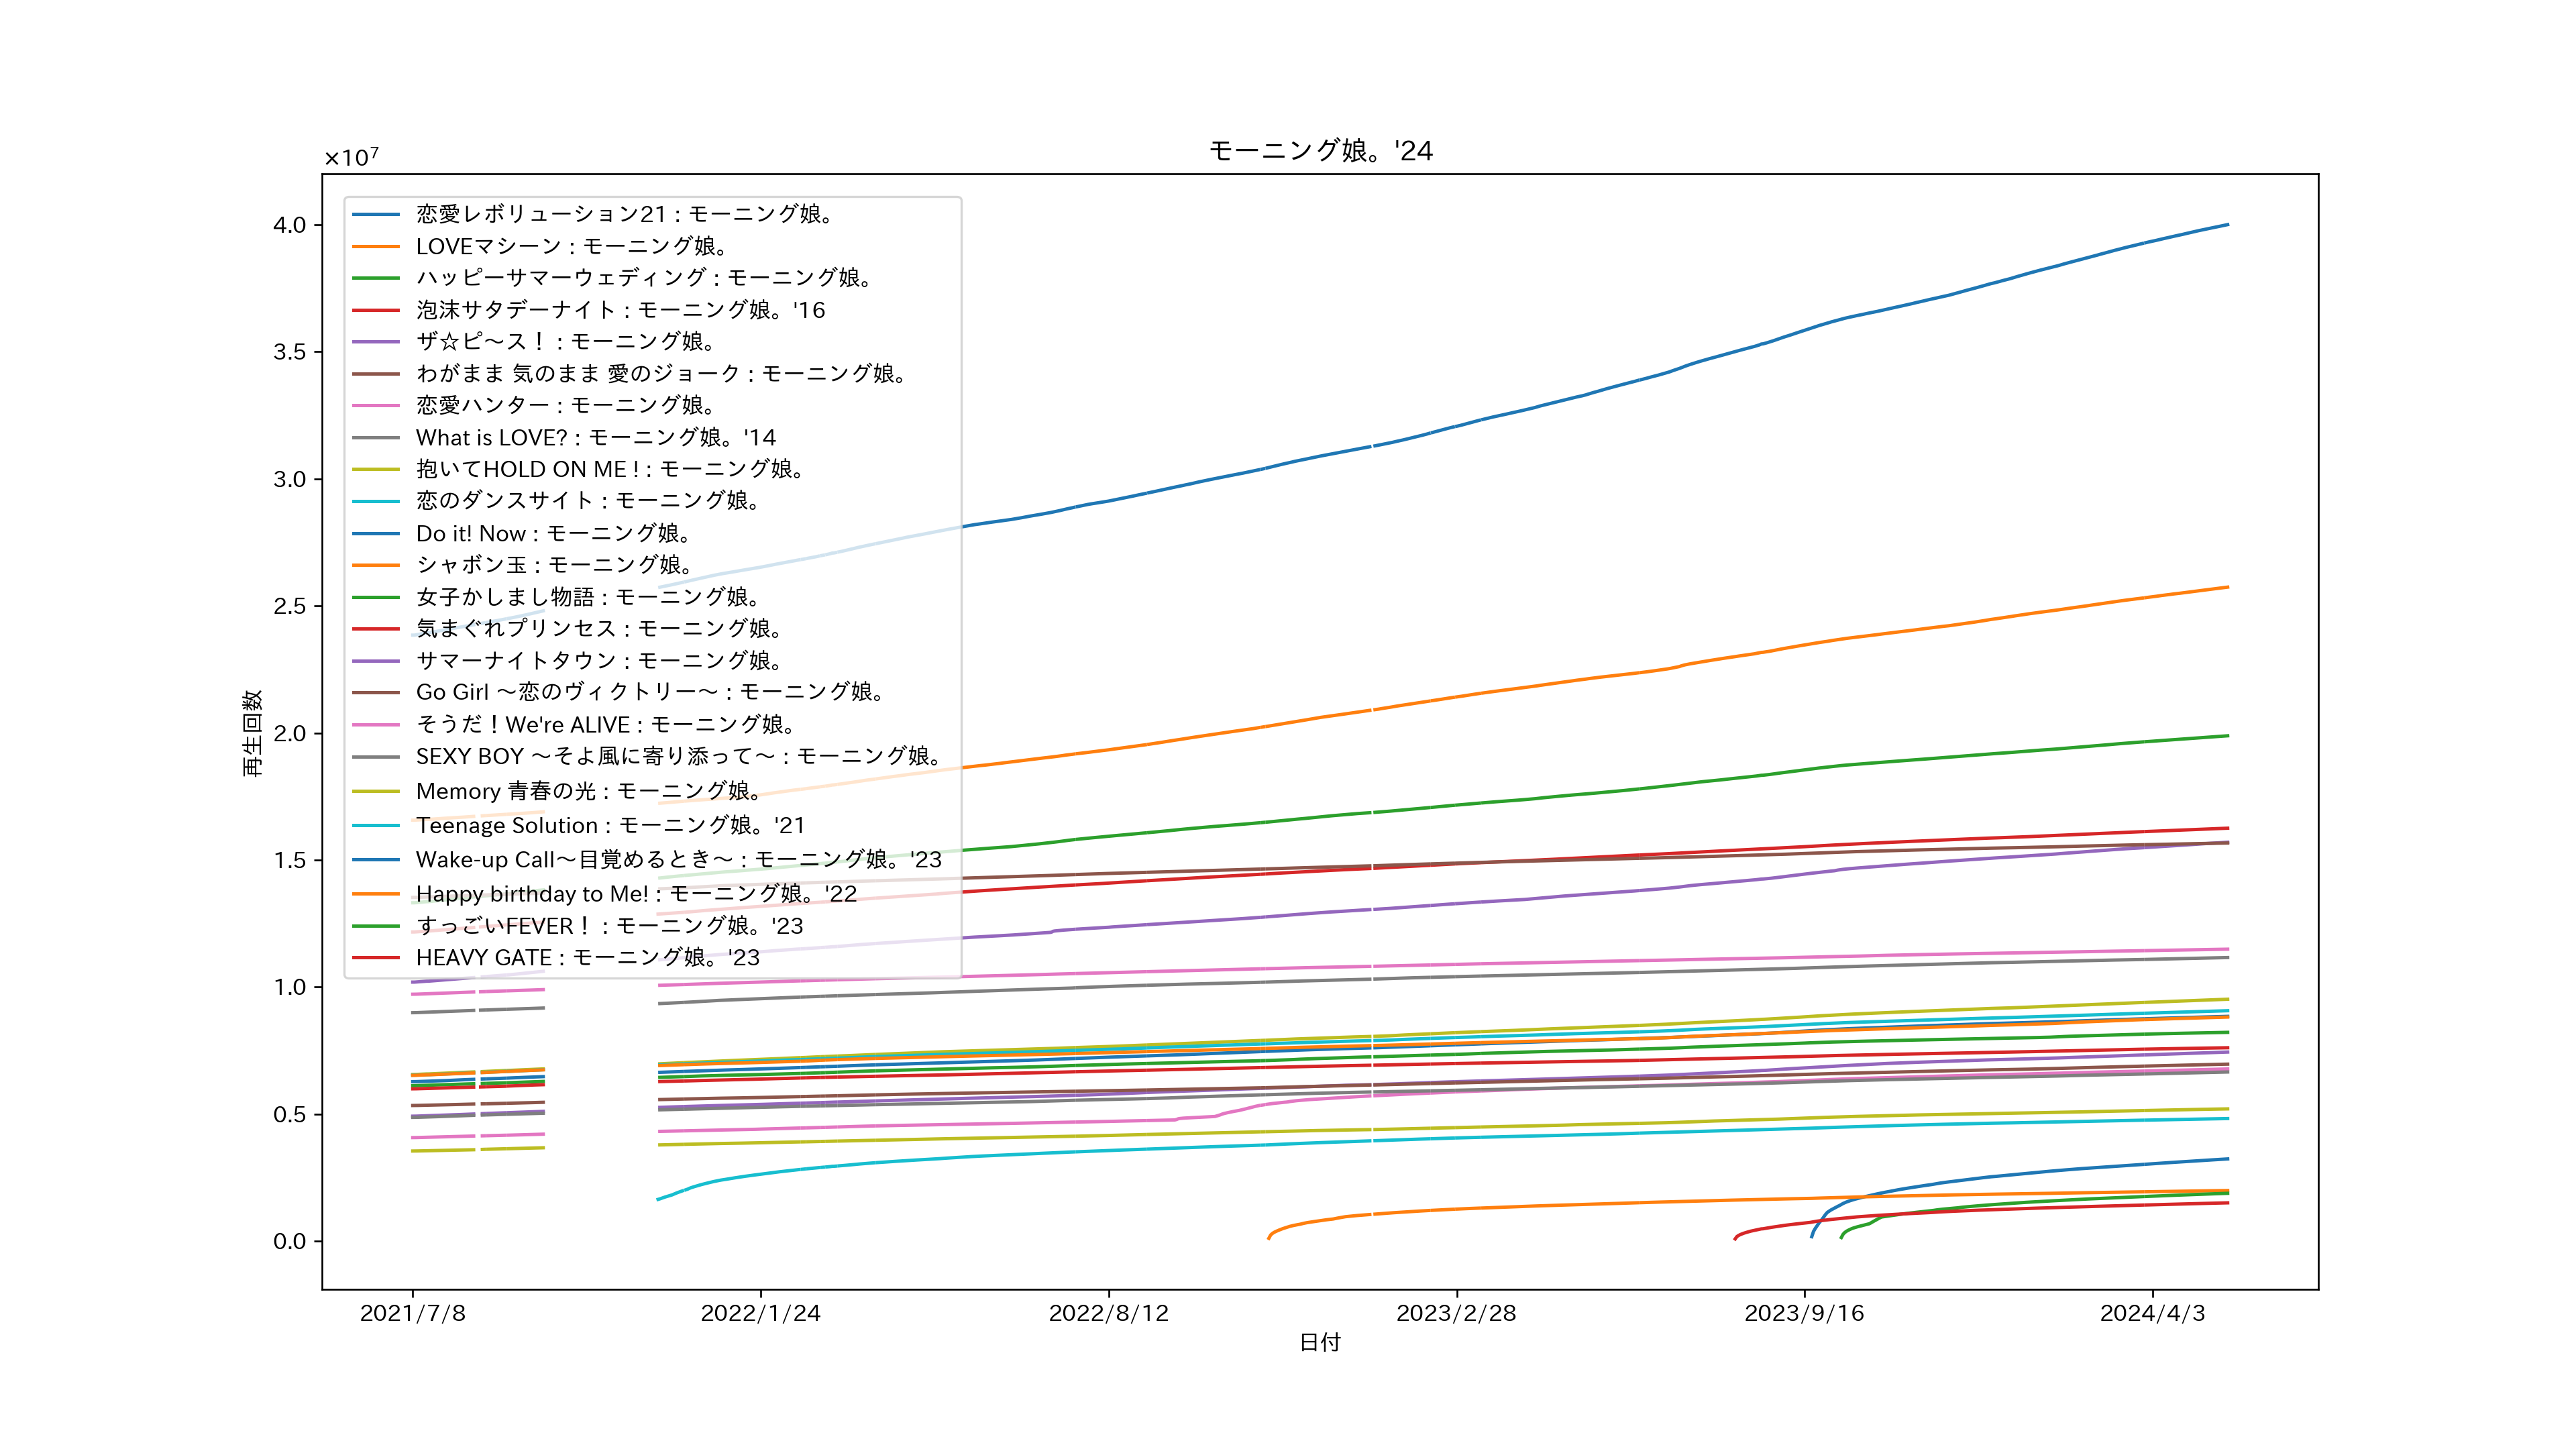 モーニング娘。'24
×10⁷
4.0
3.5
3.0
2.5
2.0
1.5
1.0
0.5
0.0
再生回数
恋愛レボリューション21 : モーニング娘。
LOVEマシーン : モーニング娘。
ハッピーサマーウェディング : モーニング娘。
泡沫サタデーナイト : モーニング娘。'16
ザ☆ピ〜ス！ : モーニング娘。
わがまま 気のまま 愛のジョーク : モーニング娘。
恋愛ハンター : モーニング娘。
What is LOVE? : モーニング娘。'14
抱いてHOLD ON ME ! : モーニング娘。
恋のダンスサイト : モーニング娘。
Do it! Now : モーニング娘。
シャボン玉 : モーニング娘。
女子かしまし物語 : モーニング娘。
気まぐれプリンセス : モーニング娘。
サマーナイトタウン : モーニング娘。
Go Girl 〜恋のヴィクトリー〜 : モーニング娘。
そうだ！We're ALIVE : モーニング娘。
SEXY BOY 〜そよ風に寄り添って〜 : モーニング娘。
Memory 青春の光 : モーニング娘。
Teenage Solution : モーニング娘。'21
Wake-up Call〜目覚めるとき〜 : モーニング娘。'23
Happy birthday to Me! : モーニング娘。'22
すっごいFEVER！ : モーニング娘。'23
HEAVY GATE : モーニング娘。'23
2021/7/8
2022/1/24
2022/8/12
2023/2/28
2023/9/16
2024/4/3
日付